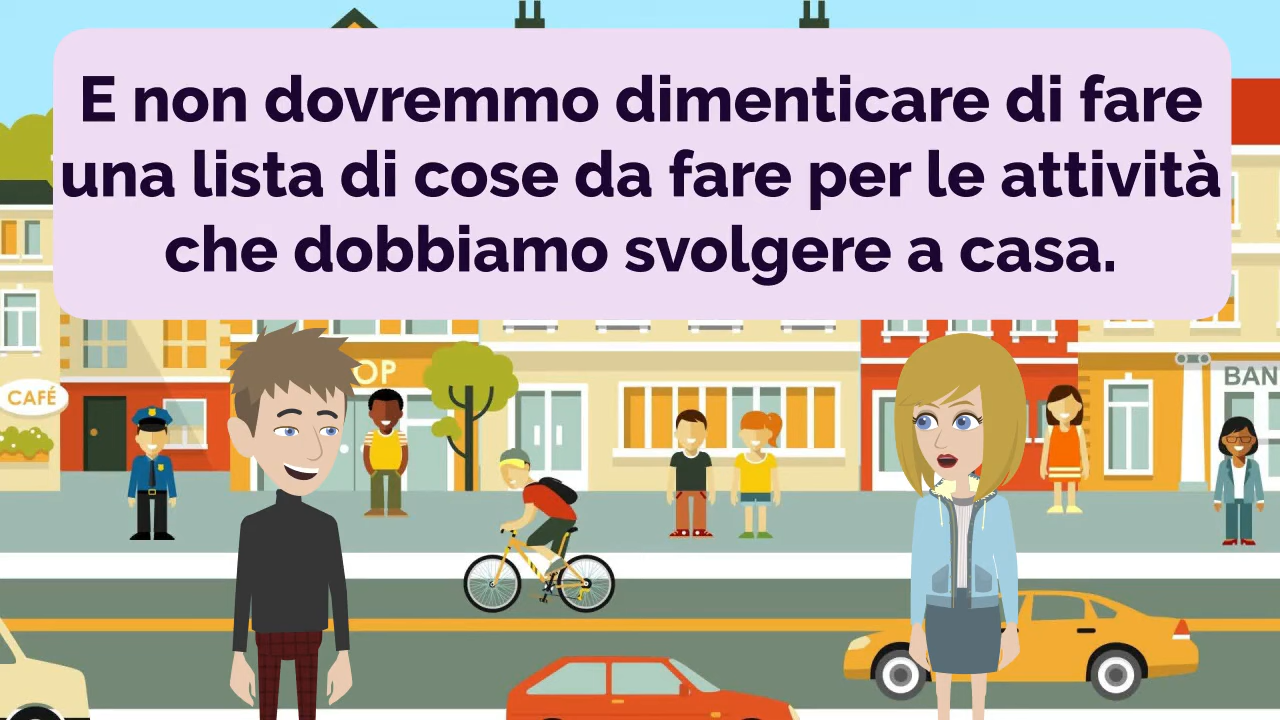 E non dovremmo dimenticare di fare
una lista di cose da fare per le attività
che dobbiamo svolgere a casa.
OP
CAFÉ
BAN